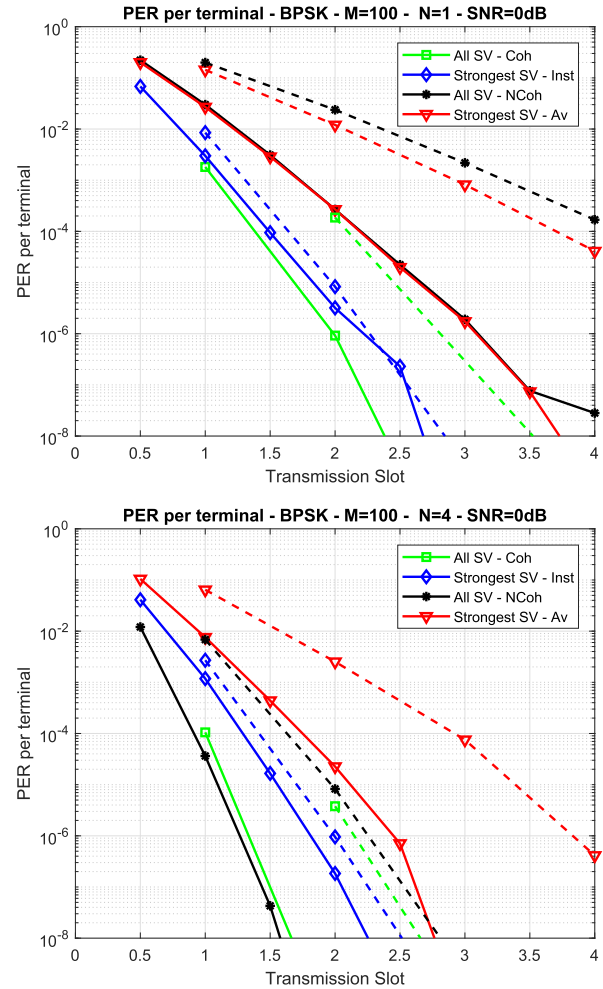 PER per terminal - BPSK - M=100 -  N=1 - SNR=0dB
10^0
10^-2
10^-4
10^-6
10^-8
PER per terminal
All SV - Coh
Strongest SV - Inst
All SV - NCoh
Strongest SV - Av
0 0.5 1 1.5 2 2.5 3 3.5 4
Transmission Slot
PER per terminal - BPSK - M=100 -  N=4 - SNR=0dB
10^0
10^-2
10^-4
10^-6
10^-8
PER per terminal
All SV - Coh
Strongest SV - Inst
All SV - NCoh
Strongest SV - Av
0 0.5 1 1.5 2 2.5 3 3.5 4
Transmission Slot